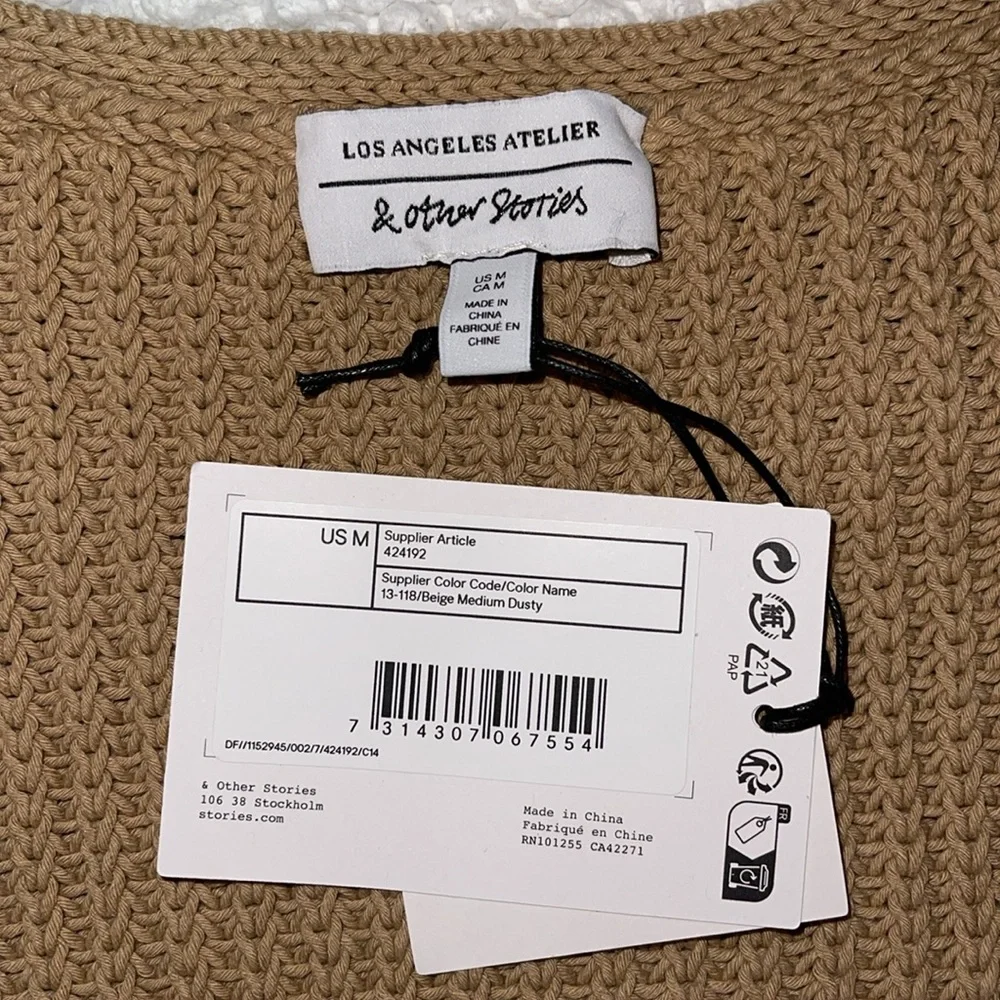 LOS ANGELES ATELIER
& other Stories
US M
CA M
MADE IN
CHINA
FABRIQUÉ EN
CHINE
US M
Supplier Article
424192
Supplier Color Code/Color Name
13-118/Beige Medium Dusty
7 314307 067554
DF//1152945/002/7/424192/C14
& Other Stories
106 38 Stockholm
stories.com
Made in China
Fabriqué en Chine
RN101255 CA42271
紙
21
PAP
FR